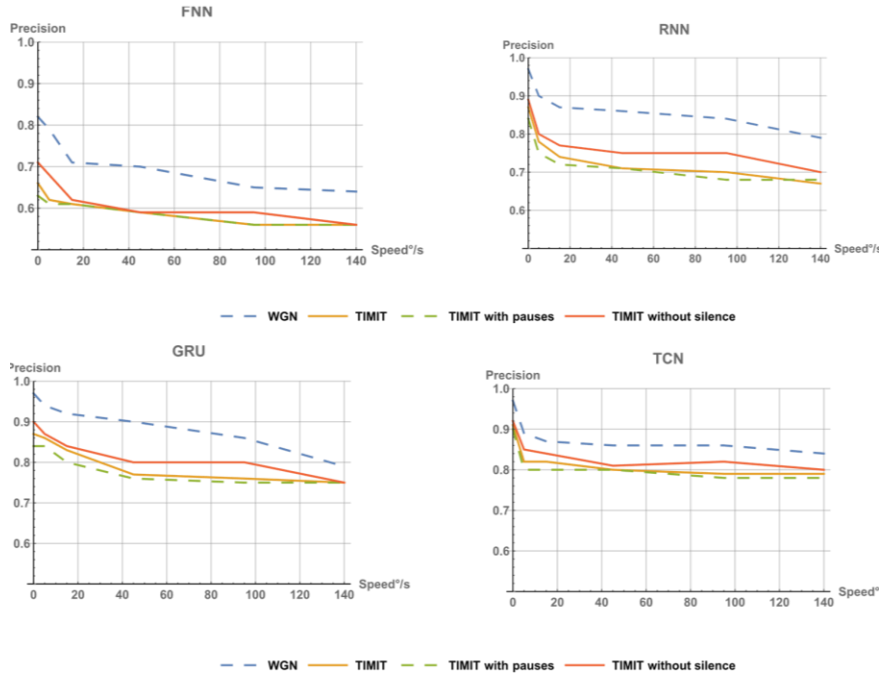 FNN
Precision
1.0
0.9
0.8
0.7
0.6
0 20 40 60 80 100 120 140
Speed°/s
RNN
Precision
1.0
0.9
0.8
0.7
0.6
0 20 40 60 80 100 120 140
Speed°/s
WGN TIMIT TIMIT with pauses TIMIT without silence
GRU
Precision
1.0
0.9
0.8
0.7
0.6
0 20 40 60 80 100 120 140
Speed°/s
TCN
Precision
1.0
0.9
0.8
0.7
0.6
0 20 40 60 80 100 120 140
Speed°/
WGN TIMIT TIMIT with pauses TIMIT without silence